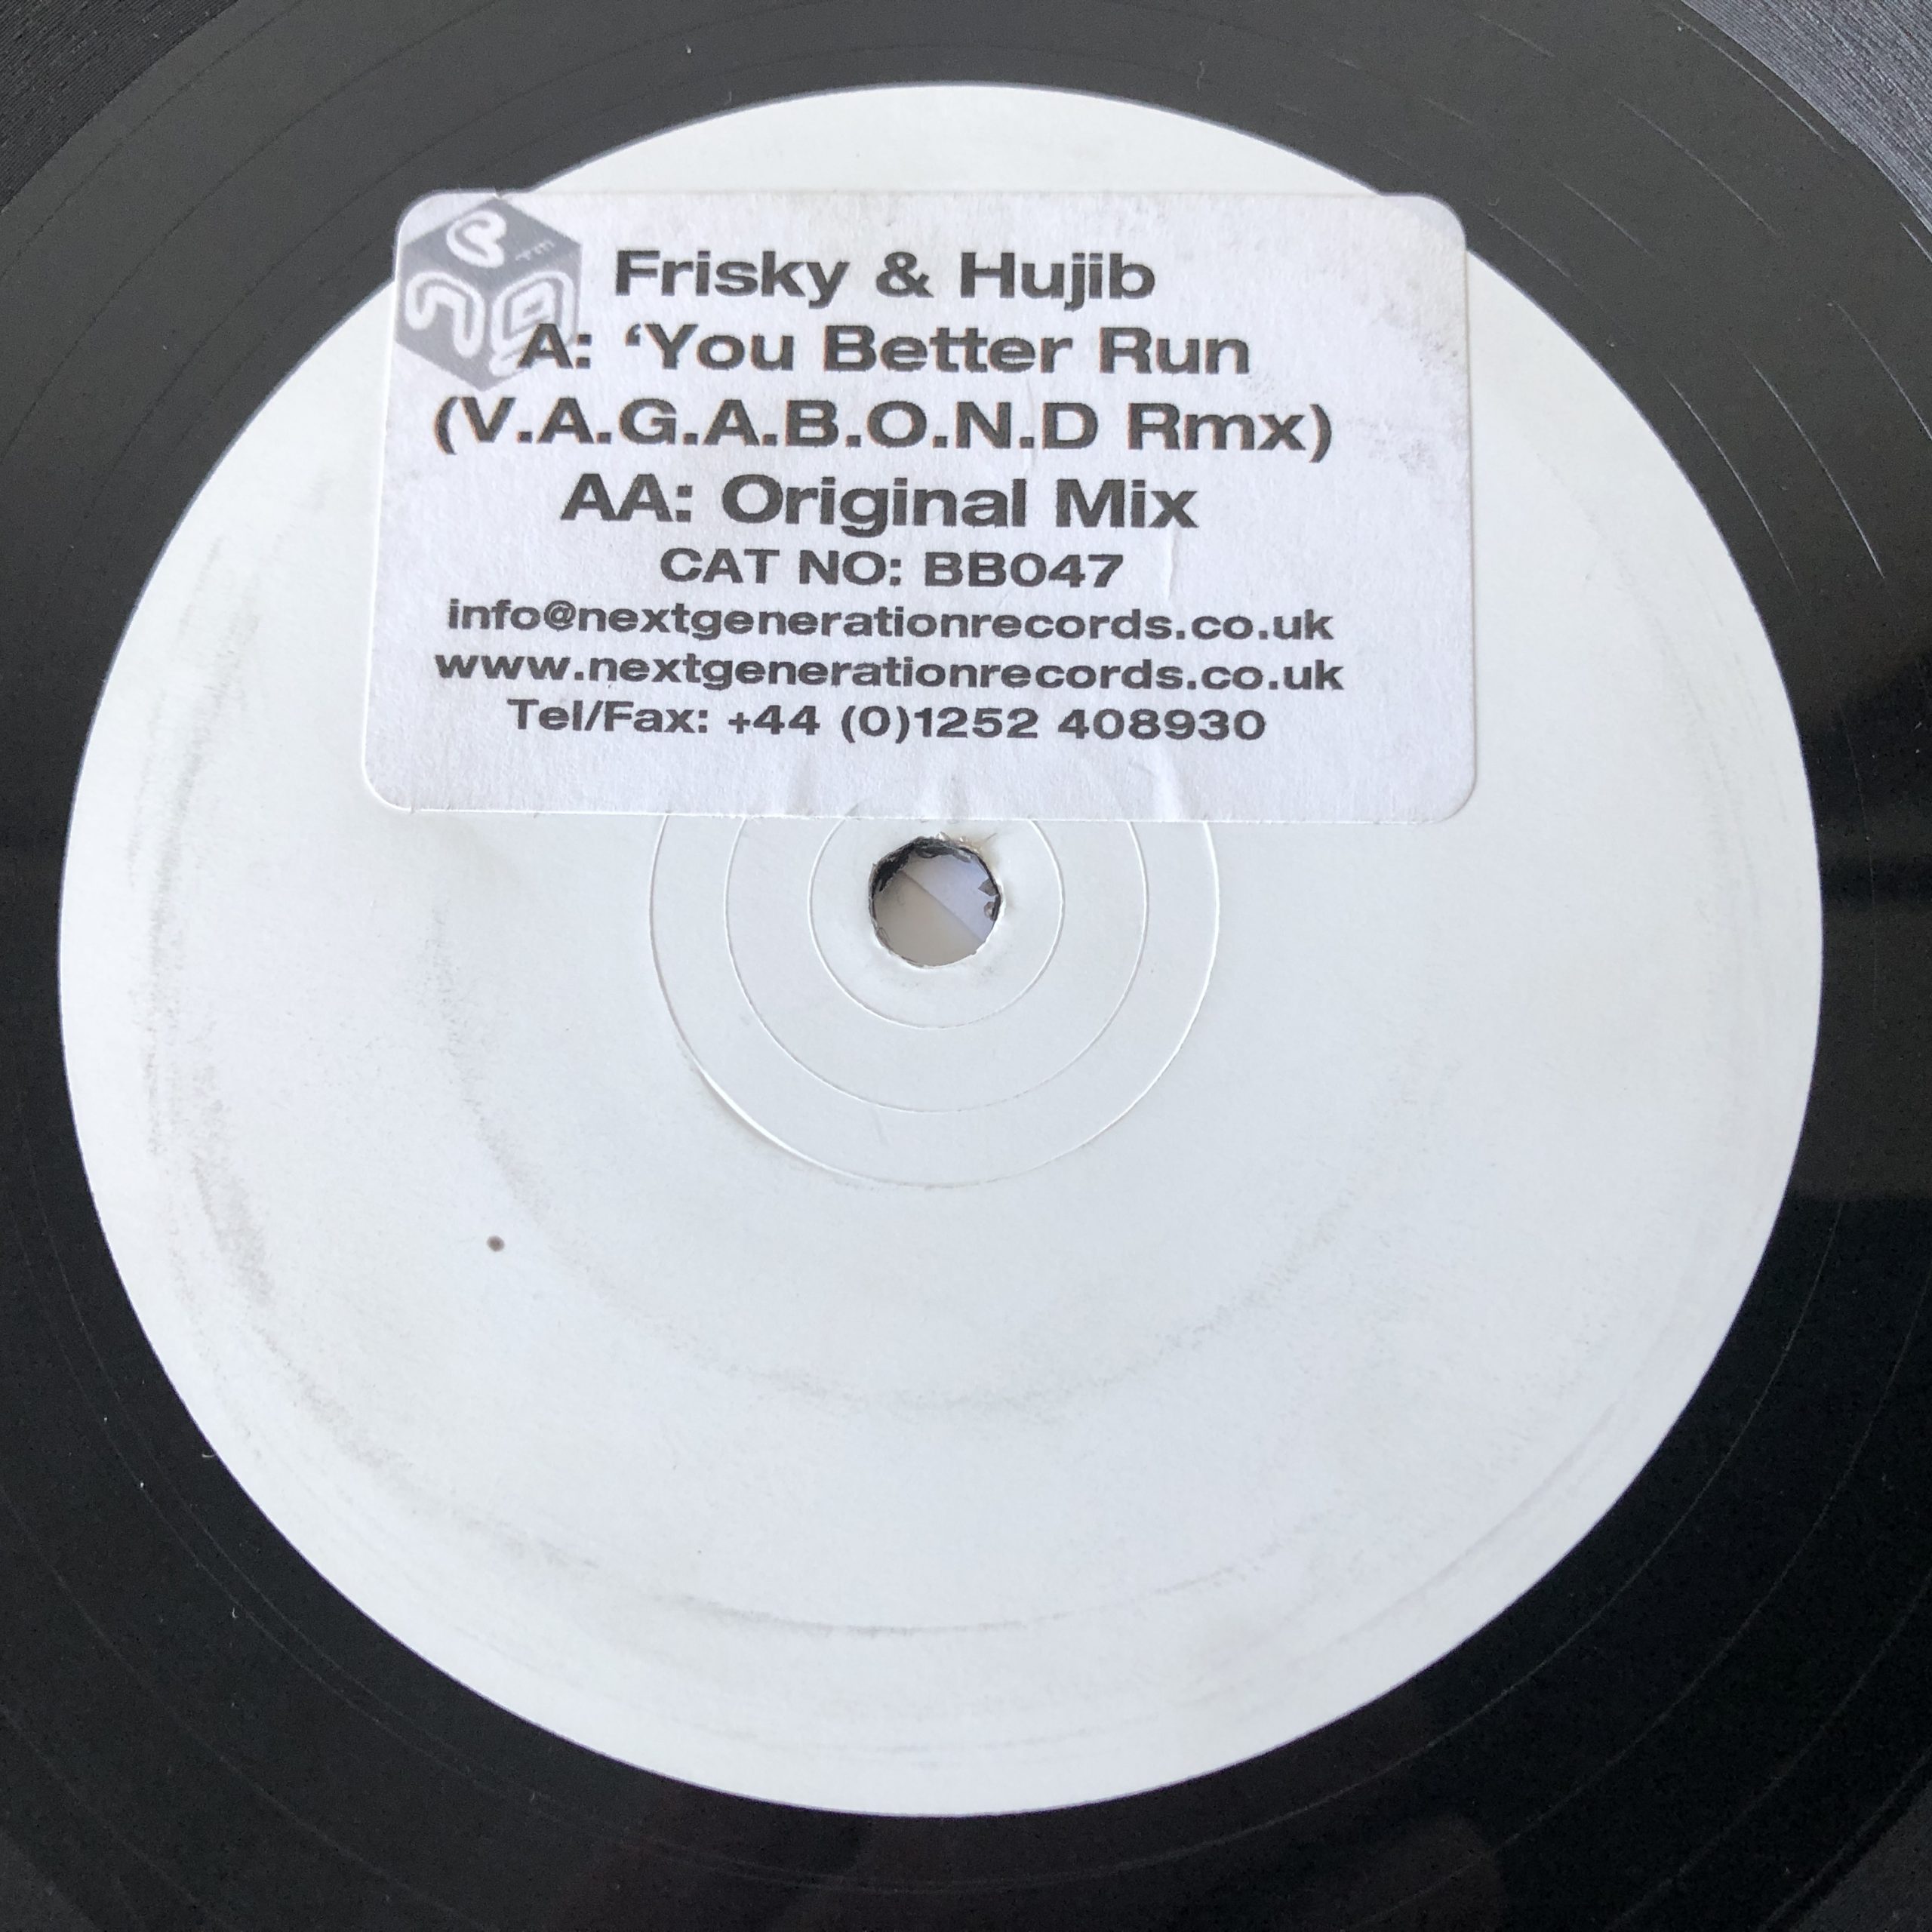 Frisky & Hujib
A: ‘You Better Run
(V.A.G.A.B.O.N.D Rmx)
AA: Original Mix
CAT NO: BB047
info@nextgenerationrecords.co.uk
www.nextgenerationrecords.co.uk
Tel/Fax: +44 (0)1252 408930